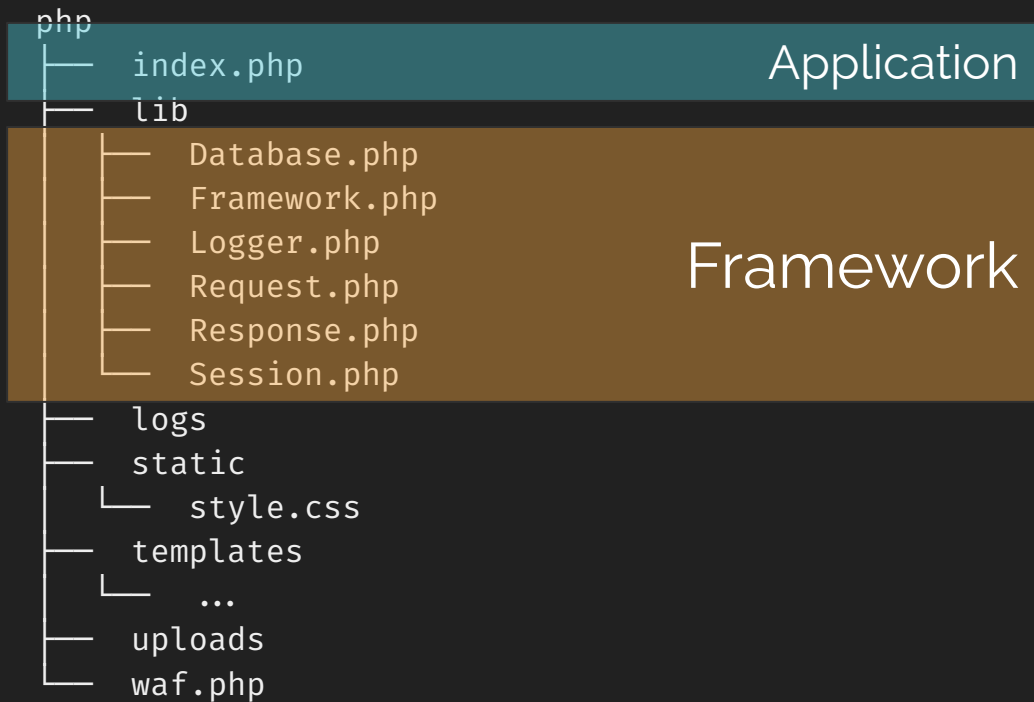 php
├── index.php Application
├── lib
│ ├── Database.php
│ ├── Framework.php
│ ├── Logger.php
│ ├── Request.php Framework
│ ├── Response.php
│ └── Session.php
├── logs
├── static
│ └── style.css
├── templates
│ └── ...
├── uploads
└── waf.php